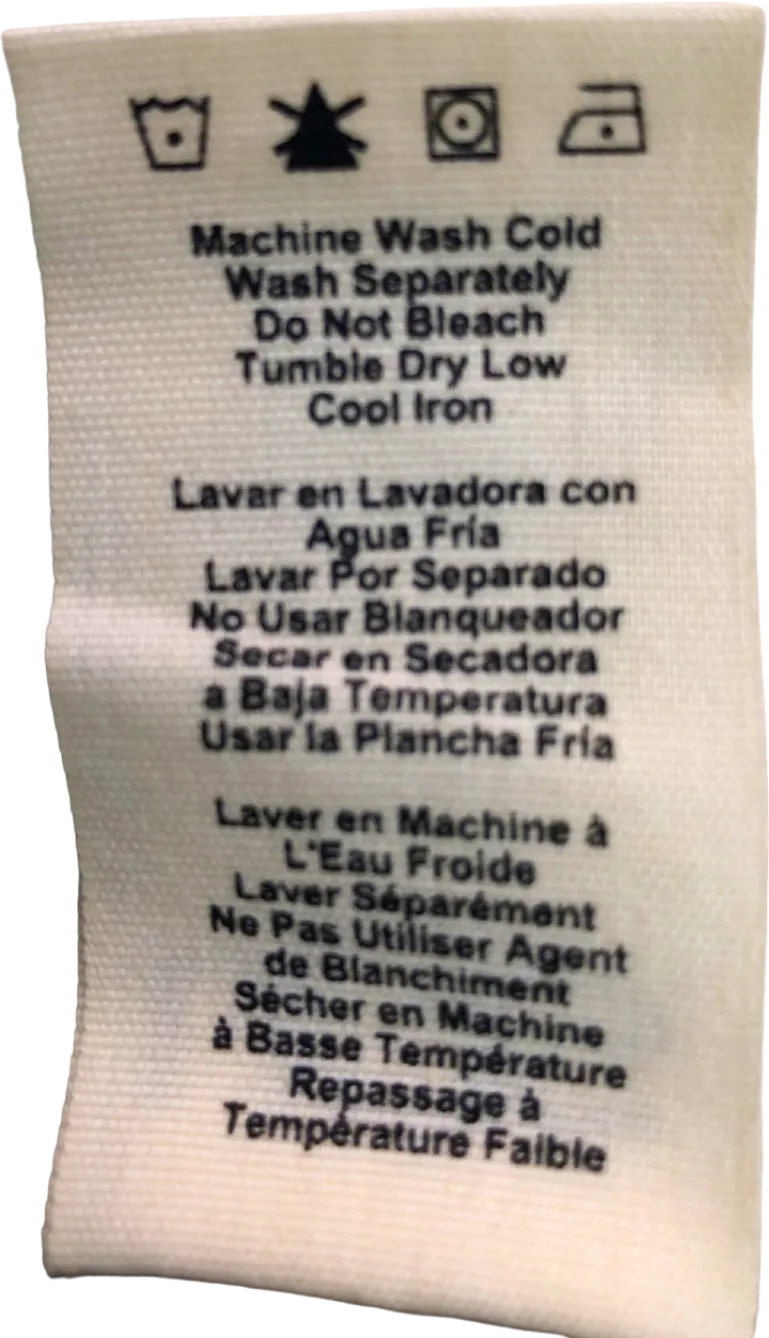 Machine Wash Cold
Wash Separately
Do Not Bleach
Tumble Dry Low
Cool Iron
Lavar en Lavadora con
Agua Fría
Lavar Por Separado
No Usar Blanqueador
Secar en Secadora
a Baja Temperatura
Usar la Plancha Fría
Laver en Machine à
L'Eau Froide
Laver Séparément
Ne Pas Utiliser Agent
de Blanchiment
Sécher en Machine
à Basse Température
Repassage à
Température Faible